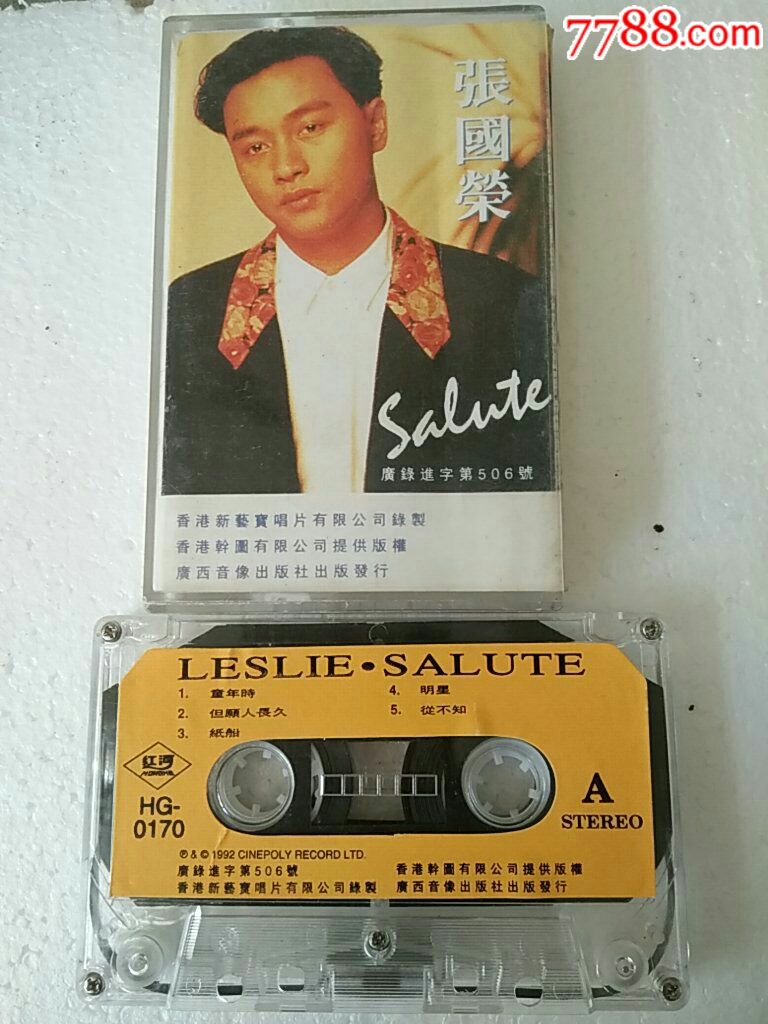 7788.com
張國榮
Salute
廣錄進字第506號
香港新藝寶唱片有限公司錄製
香港幹圖有限公司提供版權
廣西音像出版社出版發行
LESLIE•SALUTE
1. 童年時
2. 但願人長久
3. 紙船
4. 明星
5. 從不知
红河
HONGHE
HG-
0170
A
STEREO
℗ & © 1992 CINEPOLY RECORD LTD.
廣錄進字第506號
香港新藝寶唱片有限公司錄製
香港幹圖有限公司提供版權
廣西音像出版社出版發行